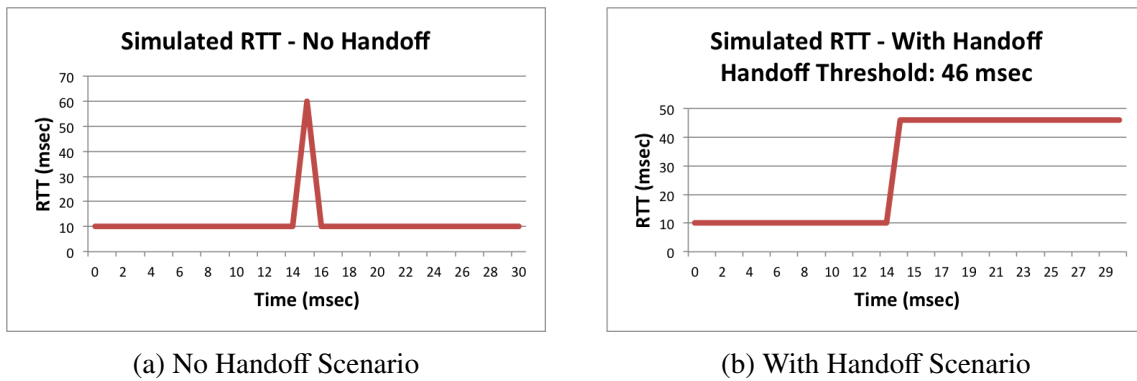 Simulated RTT - No Handoff
RTT (msec)
70
60
50
40
30
20
10
0
0 2 4 6 8 10 12 14 16 18 20 22 24 26 28 30
Time (msec)
(a) No Handoff Scenario
Simulated RTT - With Handoff
Handoff Threshold: 46 msec
RTT (msec)
50
40
30
20
10
0
0 2 4 6 8 10 12 14 15 17 19 21 23 25 27 29
Time (msec)
(b) With Handoff Scenario